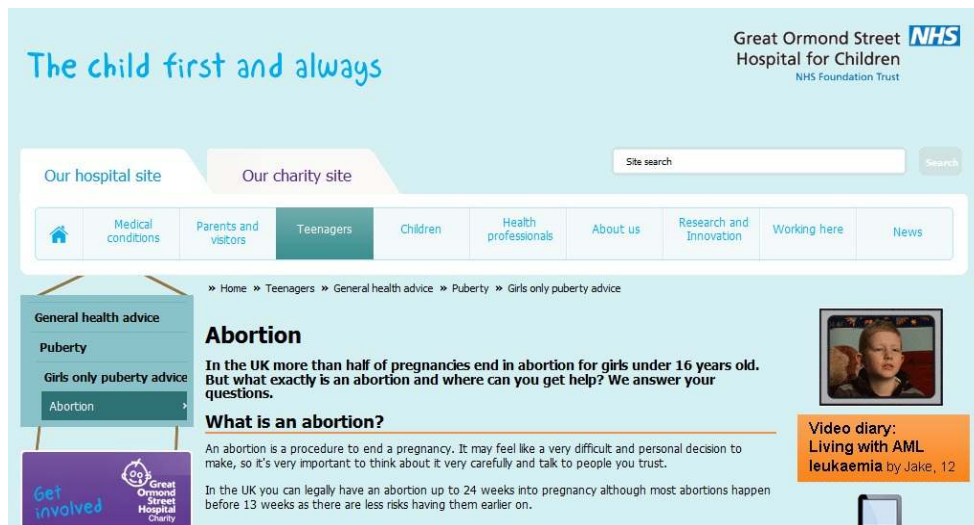 The child first and always
Great Ormond Street NHS
Hospital for Children
NHS Foundation Trust
Our hospital site
Our charity site
Site search
Search
Medical
conditions
Parents and
visitors
Teenagers
Children
Health
professionals
About us
Research and
Innovation
Working here
News
» Home » Teenagers » General health advice » Puberty » Girls only puberty advice
General health advice
Puberty
Girls only puberty advice
Abortion ›
Abortion
In the UK more than half of pregnancies end in abortion for girls under 16 years old.
But what exactly is an abortion and where can you get help? We answer your
questions.
What is an abortion?
An abortion is a procedure to end a pregnancy. It may feel like a very difficult and personal decision to
make, so it's very important to think about it very carefully and talk to people you trust.
In the UK you can legally have an abortion up to 24 weeks into pregnancy although most abortions happen
before 13 weeks as there are less risks having them earlier on.
Video diary:
Living with AML
leukaemia by Jake, 12
Get
involved
Great
Ormond
Street
Hospital
Charity